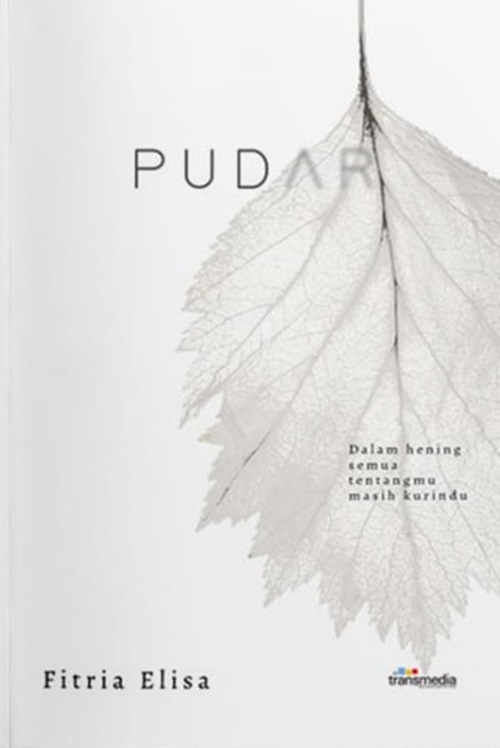 PUDAR
Dalam hening
semua
tentangmu
masih kurindu
Fitria Elisa
transmedia